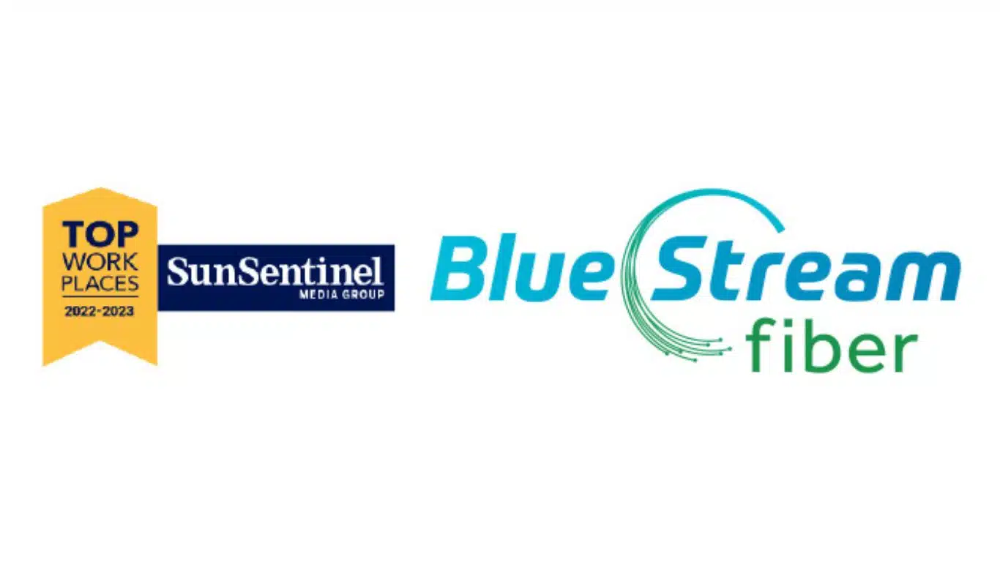 TOP
WORK
PLACES
2022-2023
SunSentinel
MEDIA GROUP
Blue Stream
fiber